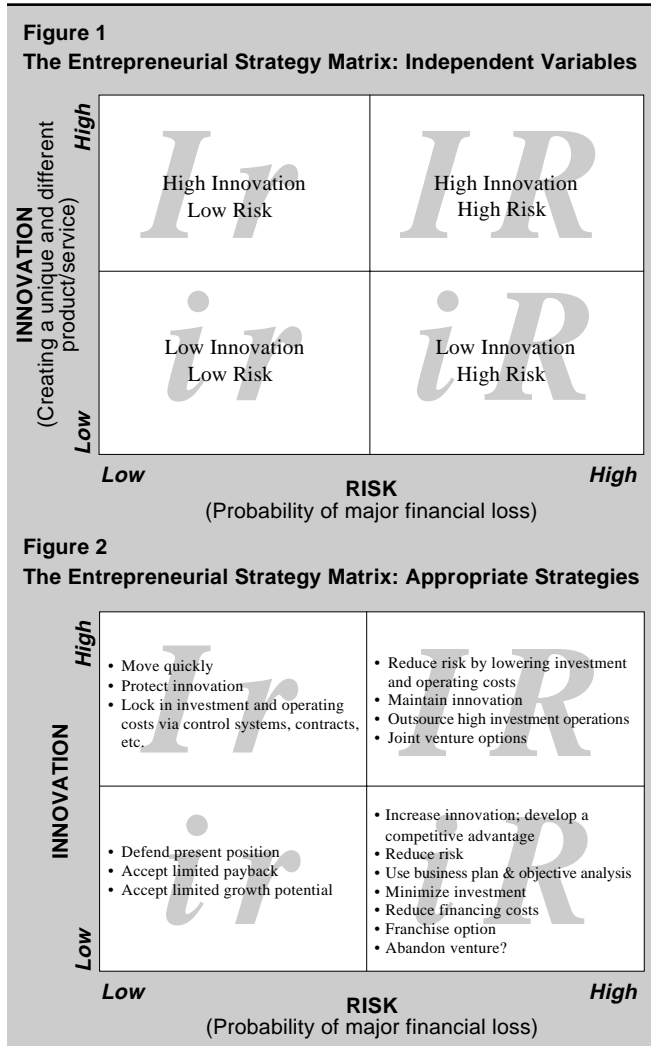 Figure 1
The Entrepreneurial Strategy Matrix: Independent Variables
INNOVATION
(Creating a unique and different
product/service)
High
Low
I r
High Innovation
Low Risk
I R
High Innovation
High Risk
i r
Low Innovation
Low Risk
i R
Low Innovation
High Risk
Low
High
RISK
(Probability of major financial loss)
Figure 2
The Entrepreneurial Strategy Matrix: Appropriate Strategies
INNOVATION
High
Low
I r
• Move quickly
• Protect innovation
• Lock in investment and operating
costs via control systems, contracts,
etc.
I R
• Reduce risk by lowering investment
and operating costs
• Maintain innovation
• Outsource high investment operations
• Joint venture options
i r
• Defend present position
• Accept limited payback
• Accept limited growth potential
i R
• Increase innovation; develop a
competitive advantage
• Reduce risk
• Use business plan & objective analysis
• Minimize investment
• Reduce financing costs
• Franchise option
• Abandon venture?
Low
High
RISK
(Probability of major financial loss)